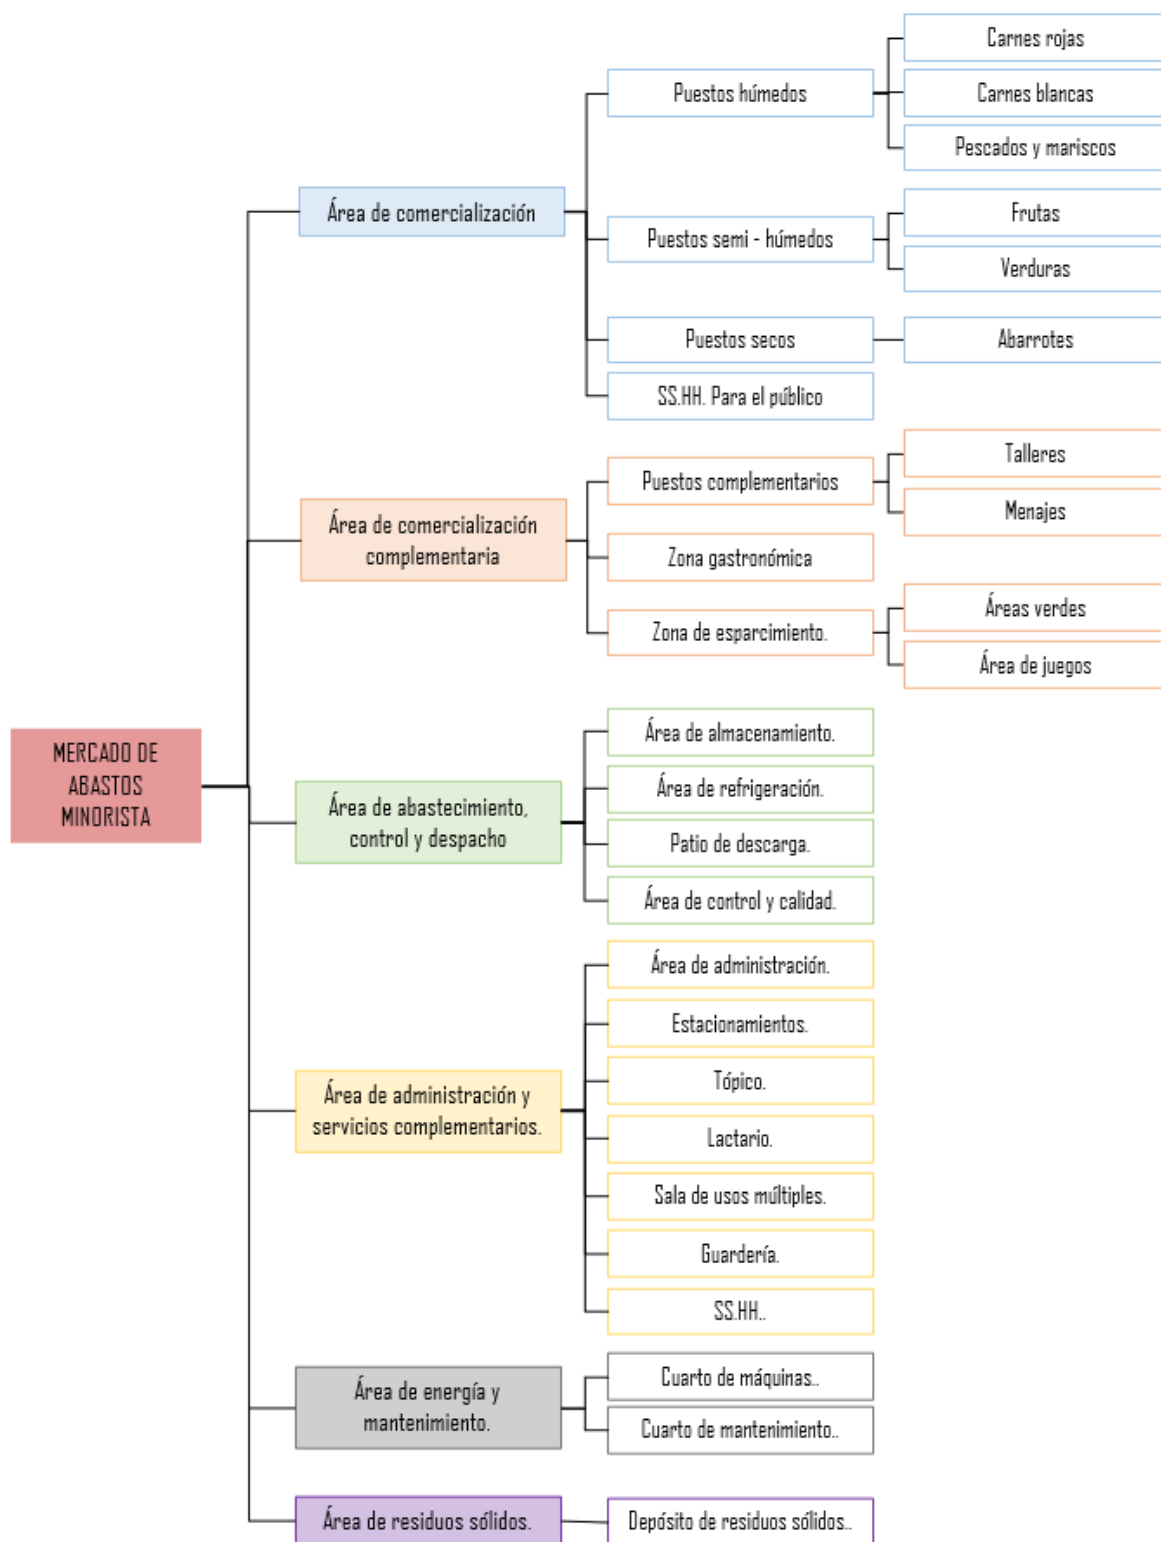 MERCADO DE
ABASTOS
MINORISTA
Área de comercialización
Puestos húmedos
Carnes rojas
Carnes blancas
Pescados y mariscos
Puestos semi - húmedos
Frutas
Verduras
Puestos secos
Abarrotes
SS.HH. Para el público
Área de comercialización
complementaria
Puestos complementarios
Talleres
Menajes
Zona gastronómica
Zona de esparcimiento.
Áreas verdes
Área de juegos
Área de abastecimiento,
control y despacho
Área de almacenamiento.
Área de refrigeración.
Patio de descarga.
Área de control y calidad.
Área de administración y
servicios complementarios.
Área de administración.
Estacionamientos.
Tópico.
Lactario.
Sala de usos múltiples.
Guardería.
SS.HH..
Área de energía y
mantenimiento.
Cuarto de máquinas..
Cuarto de mantenimiento..
Área de residuos sólidos.
Depósito de residuos sólidos..